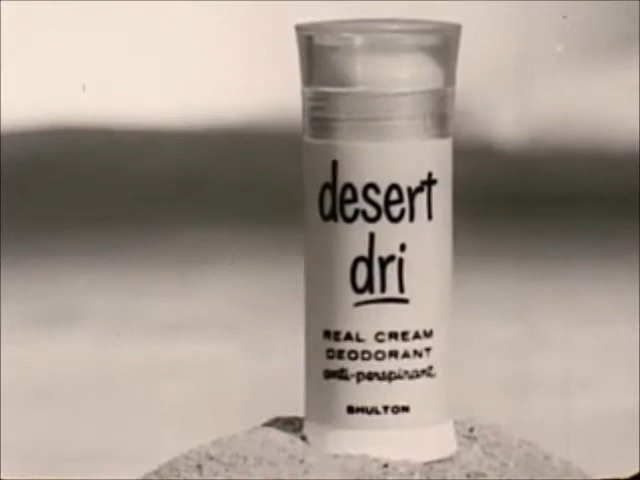 desert
dri
REAL CREAM
DEODORANT
anti-perspirant
SHULTON